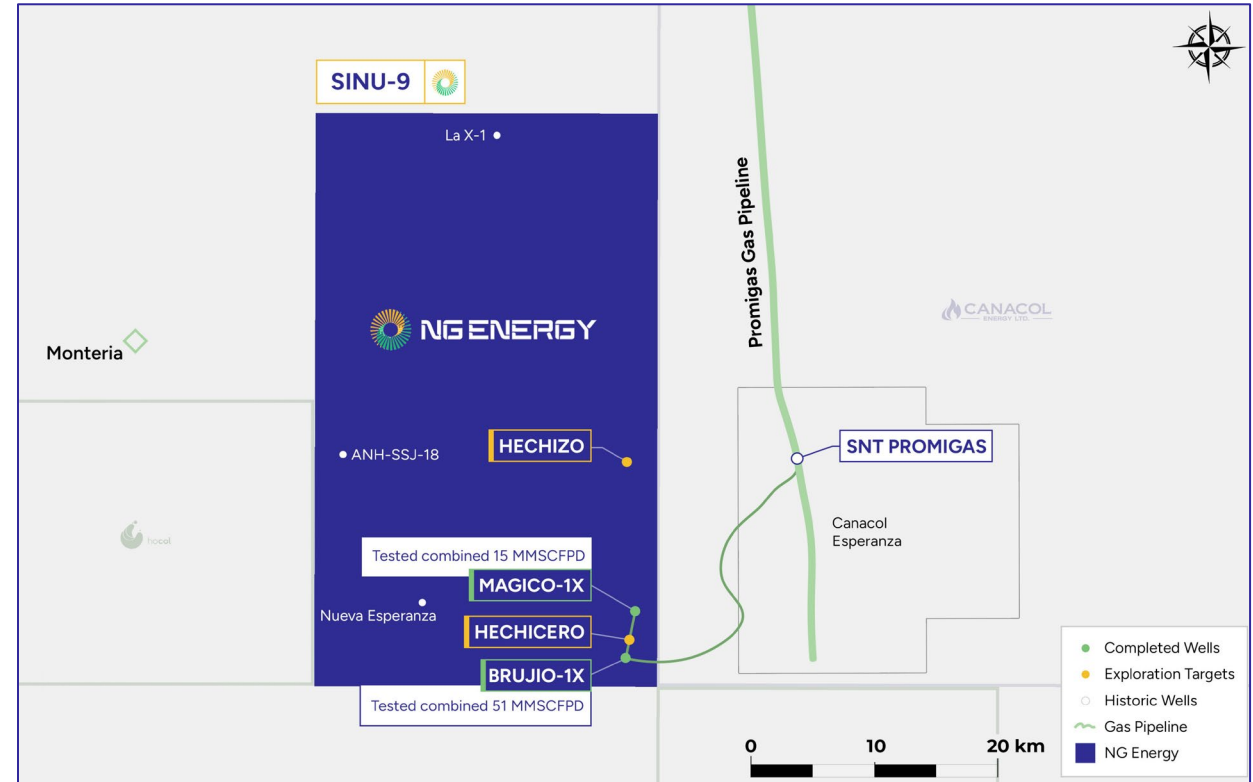 SINU-9
La X-1
Promigas Gas Pipeline
CANACOL
ENERGY LTD.
NG ENERGY
Monteria
HECHIZO
SNT PROMIGAS
ANH-SSJ-18
Canacol
Esperanza
hocol
Tested combined 15 MMSCFPD
MAGICO-1X
Nueva Esperanza
HECHICERO
BRUJIO-1X
Tested combined 51 MMSCFPD
Completed Wells
Exploration Targets
Historic Wells
Gas Pipeline
NG Energy
0 10 20 km